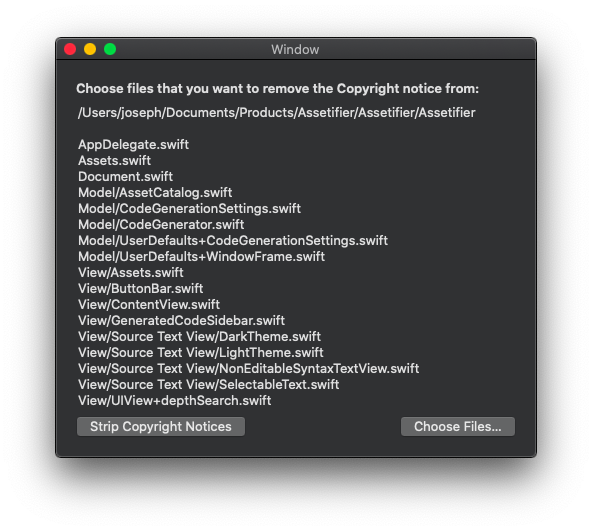 Window
Choose files that you want to remove the Copyright notice from:
/Users/joseph/Documents/Products/Assetifier/Assetifier/Assetifier
AppDelegate.swift
Assets.swift
Document.swift
Model/AssetCatalog.swift
Model/CodeGenerationSettings.swift
Model/CodeGenerator.swift
Model/UserDefaults+CodeGenerationSettings.swift
Model/UserDefaults+WindowFrame.swift
View/Assets.swift
View/ButtonBar.swift
View/ContentView.swift
View/GeneratedCodeSidebar.swift
View/Source Text View/DarkTheme.swift
View/Source Text View/LightTheme.swift
View/Source Text View/NonEditableSyntaxTextView.swift
View/Source Text View/SelectableText.swift
View/UIView+depthSearch.swift
Strip Copyright Notices
Choose Files...